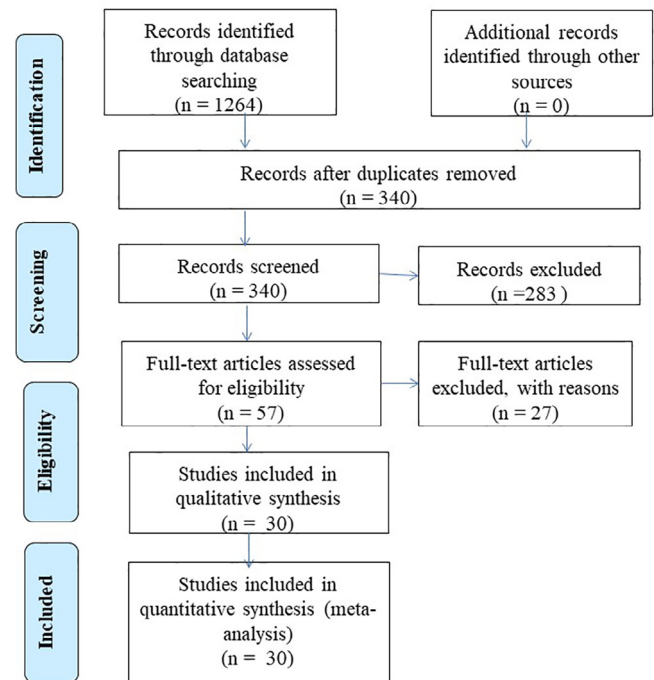 Records identified
through database
searching
(n = 1264)
Additional records
identified through other
sources
(n = 0)
Identification
Records after duplicates removed
(n = 340)
Screening
Records screened
(n = 340)
Records excluded
(n =283 )
Full-text articles assessed
for eligibility
(n = 57)
Full-text articles
excluded, with reasons
(n = 27)
Eligibility
Studies included in
qualitative synthesis
(n = 30)
Included
Studies included in
quantitative synthesis (meta-
analysis)
(n = 30)